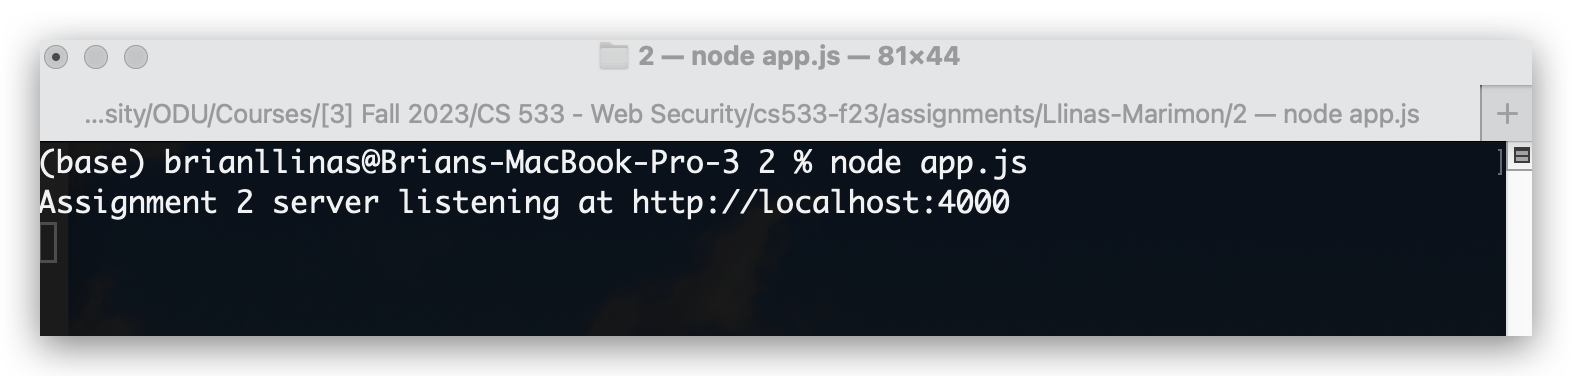 2 — node app.js — 81×44
...sity/ODU/Courses/[3] Fall 2023/CS 533 - Web Security/cs533-f23/assignments/Llinas-Marimon/2 — node app.js
(base) brianllinas@Brians-MacBook-Pro-3 2 % node app.js
Assignment 2 server listening at http://localhost:4000